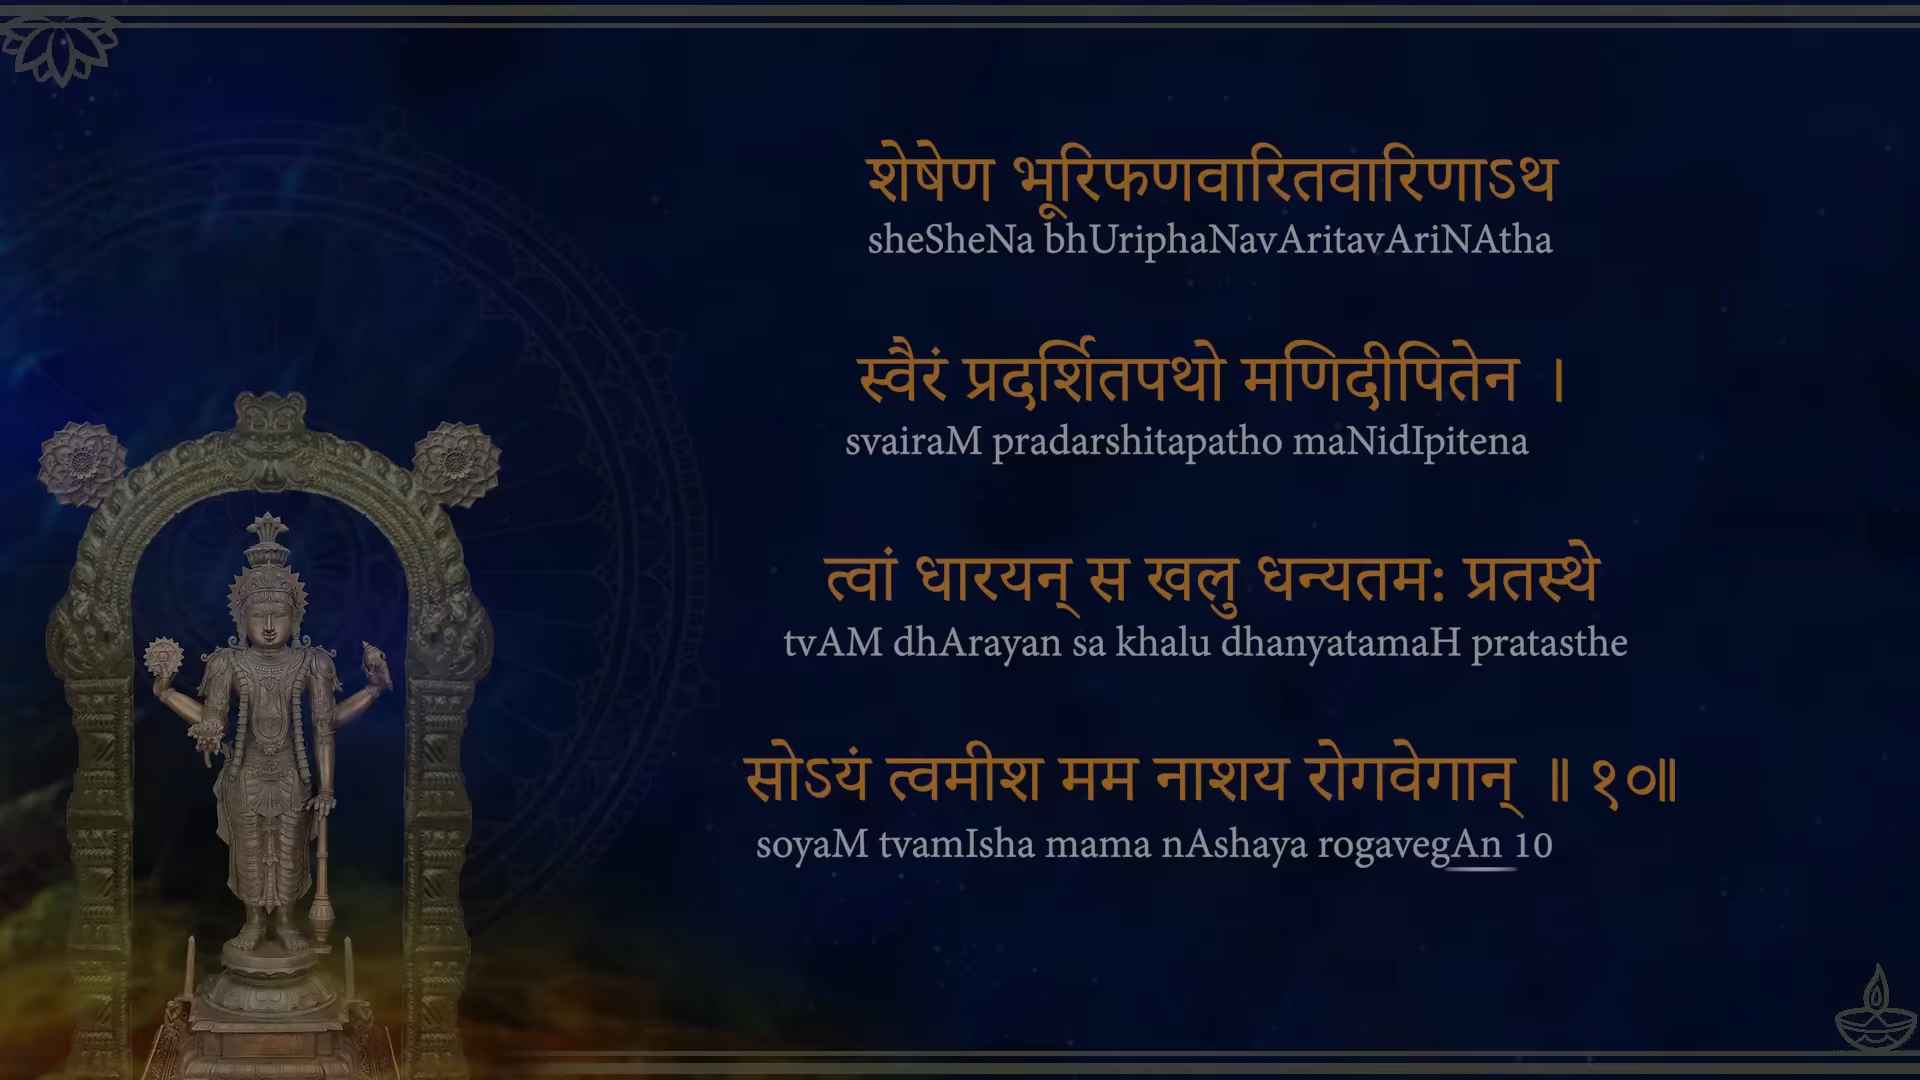 शेषेण भूरिफणवारितवारिणाऽथ
sheSheNa bhUriphaNavAritavAriNAtha
स्वैरं प्रदर्शितपथो मणिदीपितेन ।
svairaM pradarshitapatho maNidIpitena
त्वां धारयन् स खलु धन्यतम: प्रतस्थे
tvAM dhArayan sa khalu dhanyatamaH pratasthe
सोऽयं त्वमीश मम नाशय रोगवेगान् ॥ १०॥
soyaM tvamIsha mama nAshaya rogavegAn 10